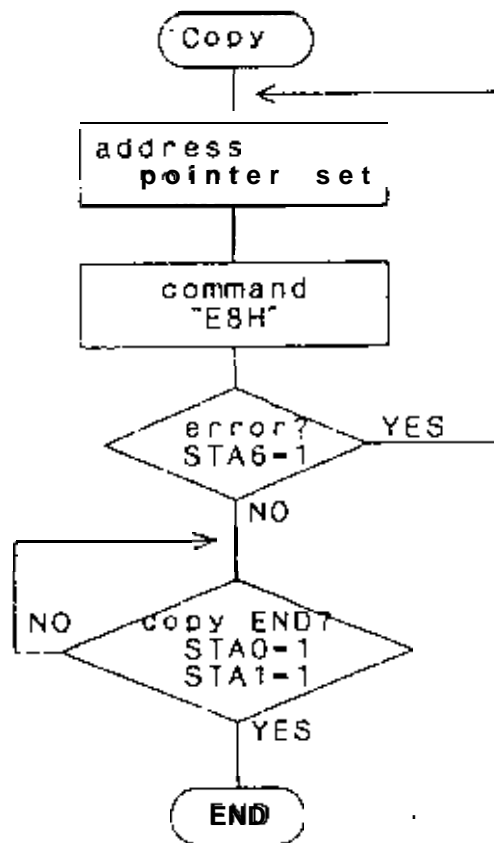 Copy
address
pointer set
command
"E8H"
error?
STA6-1
YES
NO
copy END?
STA0-1
STA1-1
NO
YES
END